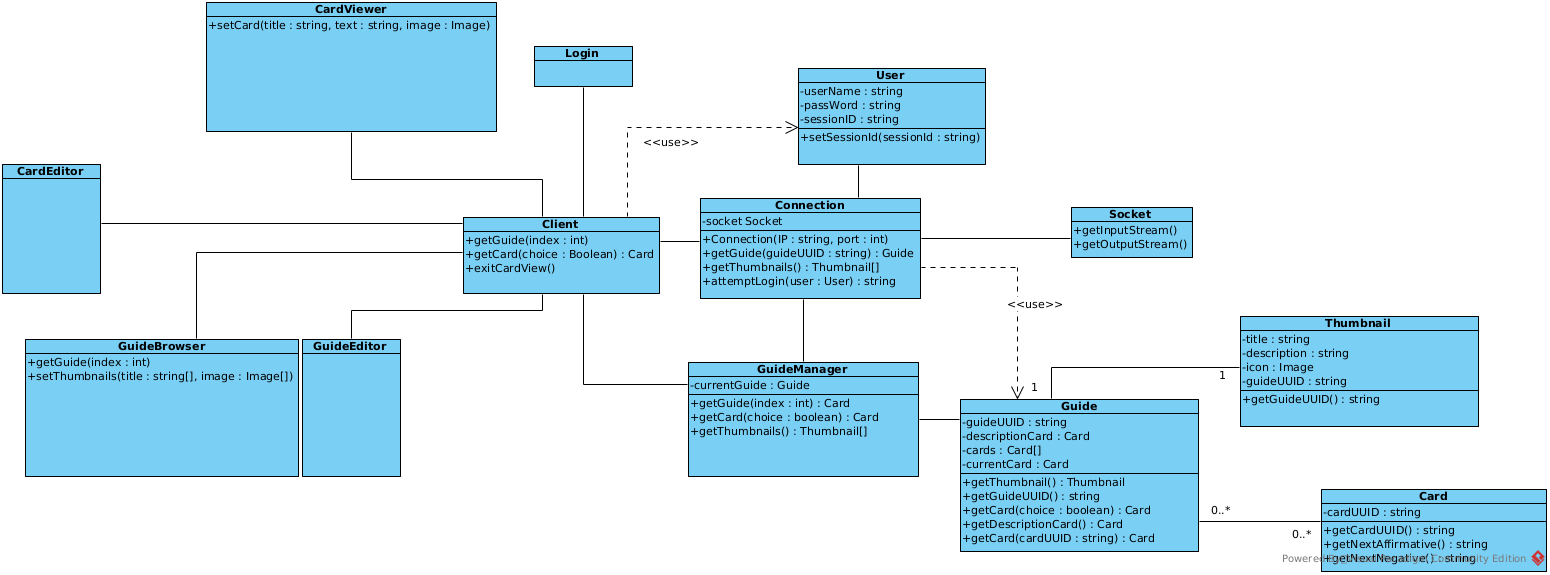 CardViewer
+setCard(title : string, text : string, image : Image)
Login
User
-userName : string
-passWord : string
-sessionID : string
+setSessionId(sessionId : string)
<<use>>
CardEditor
Client
+getGuide(index : int)
+getCard(choice : Boolean) : Card
+exitCardView()
Connection
-socket Socket
+Connection(IP : string, port : int)
+getGuide(guideUUID : string) : Guide
+getThumbnails() : Thumbnail[]
+attemptLogin(user : User) : string
Socket
+getInputStream()
+getOutputStream()
<<use>>
GuideBrowser
+getGuide(index : int)
+setThumbnails(title : string[], image : Image[])
GuideEditor
GuideManager
-currentGuide : Guide
+getGuide(index : int) : Card
+getCard(choice : boolean) : Card
+getThumbnails() : Thumbnail[]
Thumbnail
-title : string
-description : string
-icon : Image
-guideUUID : string
+getGuideUUID() : string
1
1
Guide
-guideUUID : string
-descriptionCard : Card
-cards : Card[]
-currentCard : Card
+getThumbnail() : Thumbnail
+getGuideUUID() : string
+getCard(choice : boolean) : Card
+getDescriptionCard() : Card
+getCard(cardUUID : string) : Card
0..*
0..*
Card
-cardUUID : string
+getCardUUID() : string
+getNextAffirmative() : string
+getNextNegative() : string
Powered Community Edition